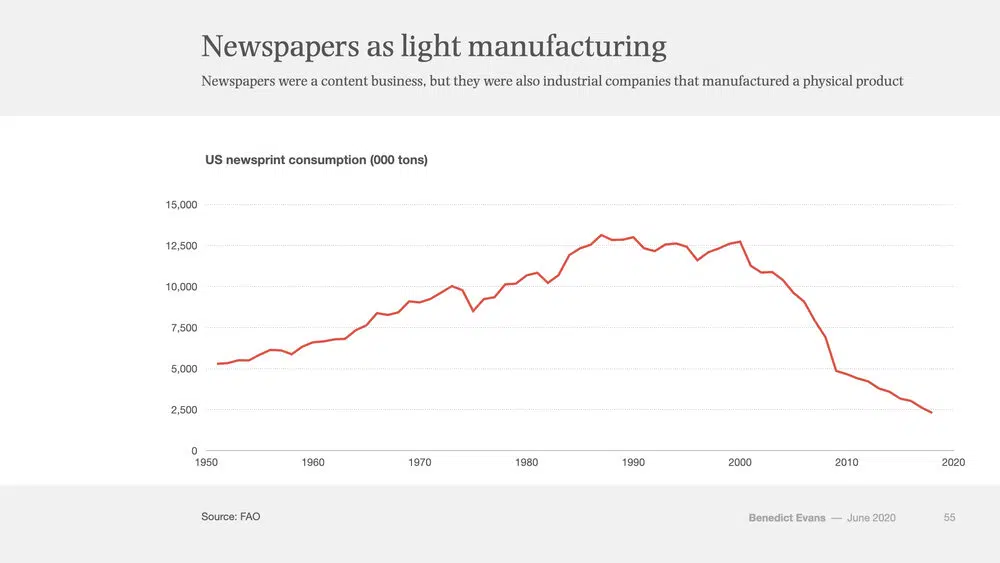 Newspapers as light manufacturing
Newspapers were a content business, but they were also industrial companies that manufactured a physical product
US newsprint consumption (000 tons)
15,000
12,500
10,000
7,500
5,000
2,500
0
1950 1960 1970 1980 1990 2000 2010 2020
Source: FAO
Benedict Evans — June 2020 55